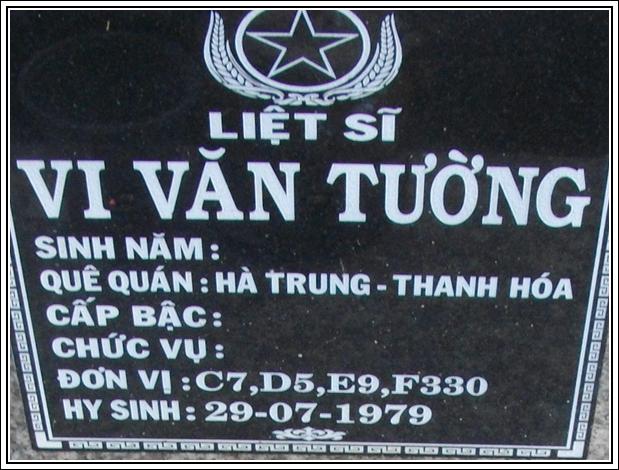 LIỆT SĨ
VI VĂN TƯỜNG
SINH NĂM :
QUÊ QUÁN : HÀ TRUNG - THANH HÓA
CẤP BẬC :
CHỨC VỤ :
ĐƠN VỊ : C7,D5,E9,F330
HY SINH : 29-07-1979